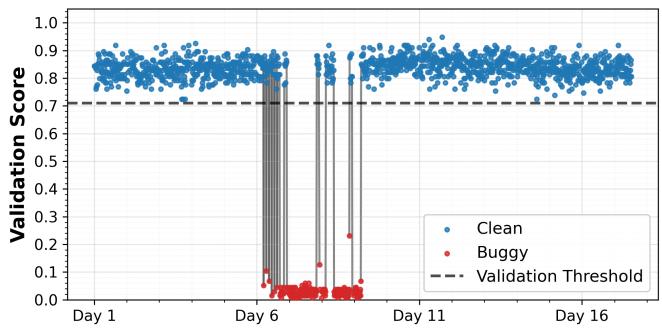 Validation Score
1.0
0.9
0.8
0.7
0.6
0.5
0.4
0.3
0.2
0.1
0.0
Day 1
Day 6
Day 11
Day 16
Clean
Buggy
Validation Threshold